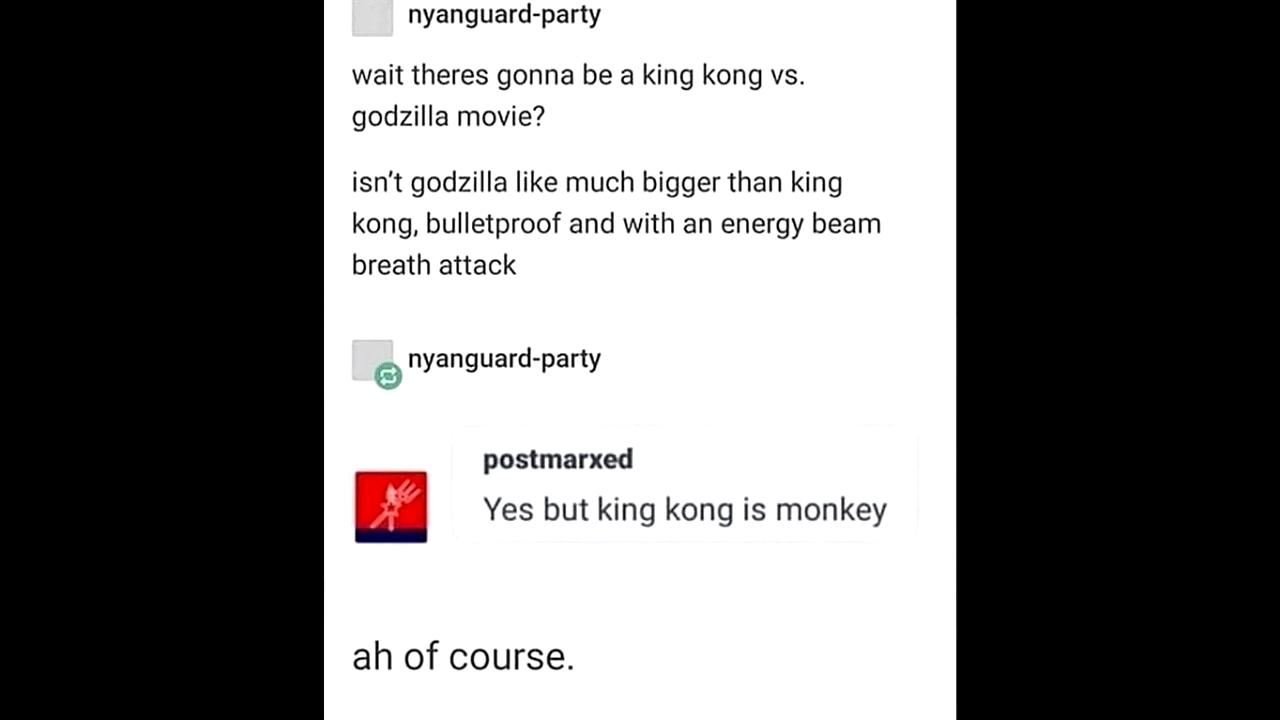 nyanguard-party
wait theres gonna be a king kong vs.
godzilla movie?
isn't godzilla like much bigger than king
kong, bulletproof and with an energy beam
breath attack
nyanguard-party
postmarxed
Yes but king kong is monkey
ah of course.